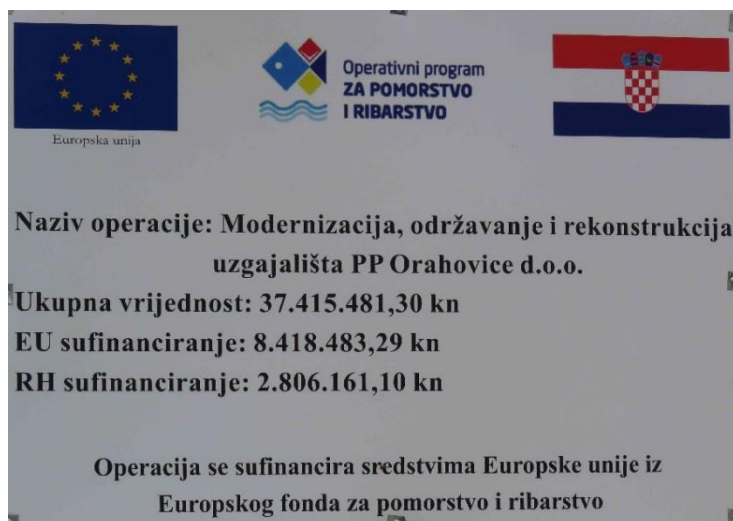 Europska unija
Operativni program
ZA POMORSTVO
I RIBARSTVO
Naziv operacije: Modernizacija, održavanje i rekonstrukcija
uzgajališta PP Orahovice d.o.o.
Ukupna vrijednost: 37.415.481,30 kn
EU sufinanciranje: 8.418.483,29 kn
RH sufinanciranje: 2.806.161,10 kn
Operacija se sufinancira sredstvima Europske unije iz
Europskog fonda za pomorstvo i ribarstvo